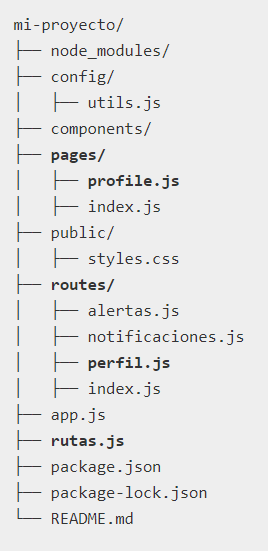 mi-proyecto/
├── node_modules/
├── config/
│   ├── utils.js
├── components/
├── pages/
│   ├── profile.js
│   ├── index.js
├── public/
│   ├── styles.css
├── routes/
│   ├── alertas.js
│   ├── notificaciones.js
│   ├── perfil.js
│   ├── index.js
├── app.js
├── rutas.js
├── package.json
├── package-lock.json
└── README.md